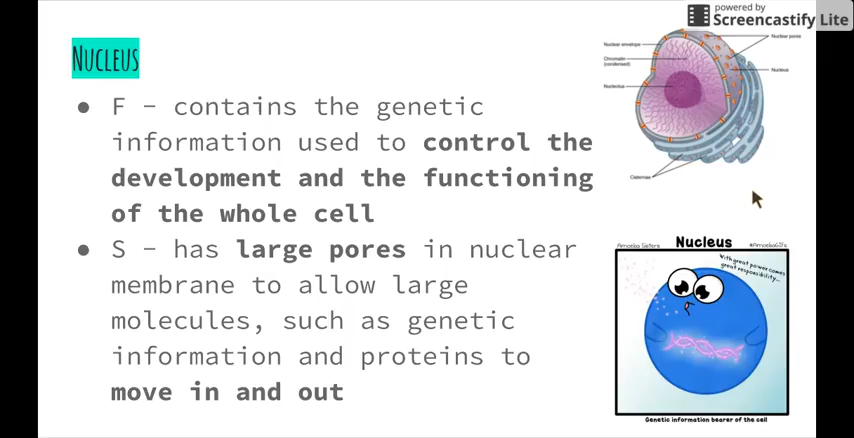 powered by
Screencastify Lite
NUCLEUS
● F - contains the genetic
information used to control the
development and the functioning
of the whole cell
● S - has large pores in nuclear
membrane to allow large
molecules, such as genetic
information and proteins to
move in and out
Nuclear envelope
Chromatin
(condensed)
Nucleolus
Nuclear pores
Nucleus
Cisternae
Amoeba Sisters
Nucleus
#AmoebaGIFs
With great power comes
great responsibility...
Genetic information bearer of the cell